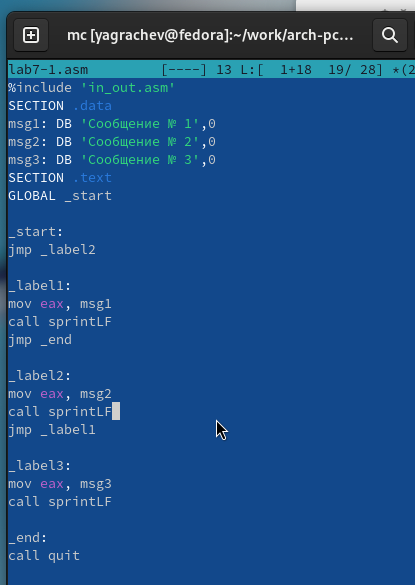 mc [yagrachev@fedora]:~/work/arch-pc...
lab7-1.asm [----] 13 L:[ 1+18 19/ 28] *(2
%include 'in_out.asm'
SECTION .data
msg1: DB 'Сообщение № 1',0
msg2: DB 'Сообщение № 2',0
msg3: DB 'Сообщение № 3',0
SECTION .text
GLOBAL _start
_start:
jmp _label2
_label1:
mov eax, msg1
call sprintLF
jmp _end
_label2:
mov eax, msg2
call sprintLF
jmp _label1
_label3:
mov eax, msg3
call sprintLF
_end:
call quit